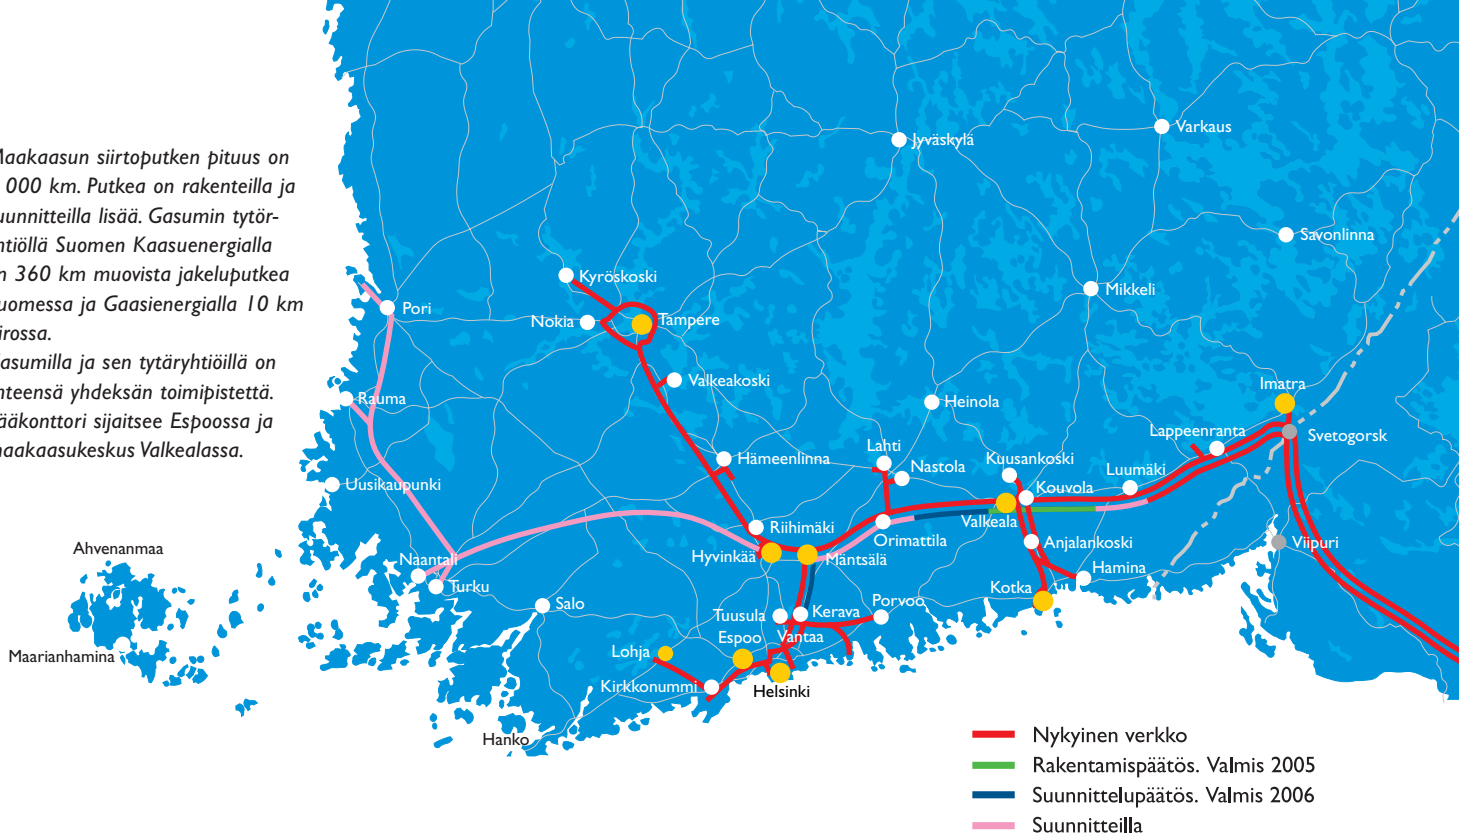 Maakaasun siirtoputken pituus on
000 km. Putkea on rakenteilla ja
uunnitteilla lisää. Gasumin tytör-
htiöllä Suomen Kaasuenergialla
n 360 km muovista jakeluputkea
uomessa ja Gaasienergialla 10 km
irossa.
asumilla ja sen tytäryhtiöillä on
hteensä yhdeksän toimipistettä.
ääkonttori sijaitsee Espoossa ja
maakaasukeskus Valkealassa.
Varkaus
Jyväskylä
Savonlinna
Kyröskoski
Mikkeli
Pori
Nokia
Tampere
Valkeakoski
Imatra
Rauma
Heinola
Lappeenranta
Svetogorsk
Lahti
Hämeenlinna
Nastola
Kuusankoski
Luumäki
Uusikaupunki
Kouvola
Riihimäki
Valkeala
Orimattila
Anjalankoski
Viipuri
Ahvenanmaa
Naantali
Hyvinkää
Mäntsälä
Hamina
Turku
Kotka
Salo
Tuusula
Kerava
Porvoo
Espoo
Vantaa
Maarianhamina
Lohja
Kirkkonummi
Helsinki
Hanko
Nykyinen verkko
Rakentamispäätös. Valmis 2005
Suunnittelupäätös. Valmis 2006
Suunnitteilla